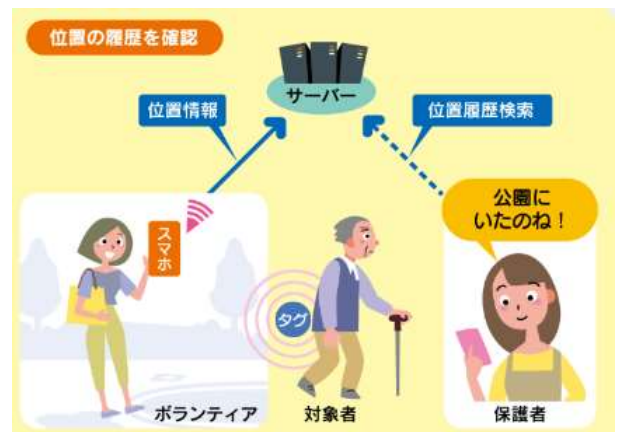 位置の履歴を確認
サーバー
位置情報
位置履歴検索
公園に
いたのね！
スマホ
タグ
ボランティア
対象者
保護者